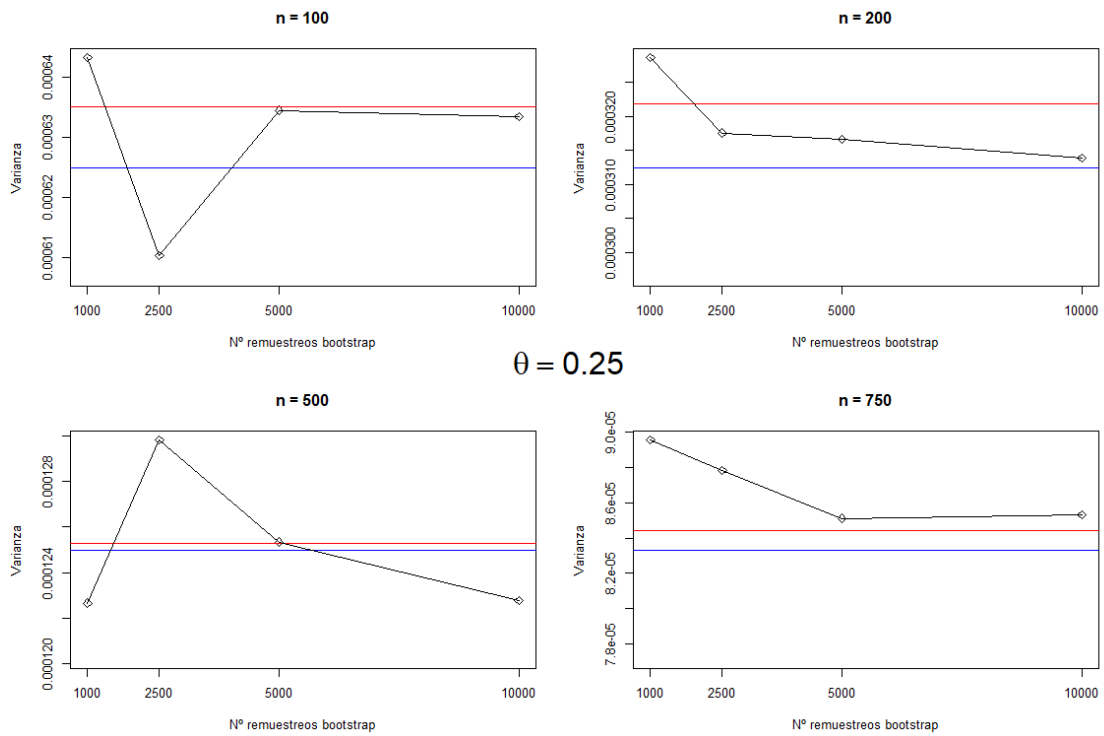 n = 100
Varianza
0.00064
0.00063
0.00062
0.00061
1000 2500 5000 10000
Nº remuestreos bootstrap
n = 200
Varianza
0.000320
0.000310
0.000300
1000 2500 5000 10000
Nº remuestreos bootstrap
θ = 0.25
n = 500
Varianza
0.000128
0.000124
0.000120
1000 2500 5000 10000
Nº remuestreos bootstrap
n = 750
Varianza
9.0e-05
8.6e-05
8.2e-05
7.8e-05
1000 2500 5000 10000
Nº remuestreos bootstrap